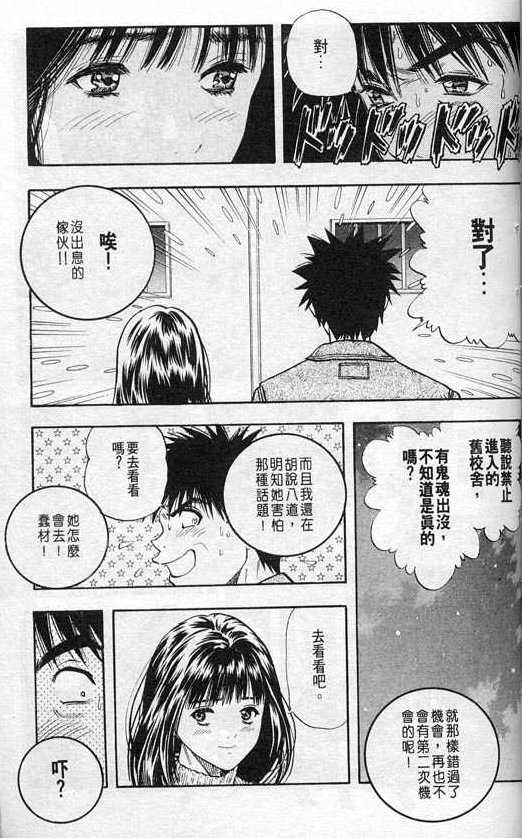 對…
ドッドッドッドッ
對了…
唉！
沒出息的
傢伙!!
聽說禁止
進入的
舊校舍，
有鬼魂出沒，
不知道是真的
嗎？
而且我還在
胡說八道，
明知她害怕
那種話題！
要去看看
嗎？
她怎麼
會去！
蠢材！
就那樣錯過了
機會，再也不
會有第二次機
會的呢！
去看看吧。
吓？